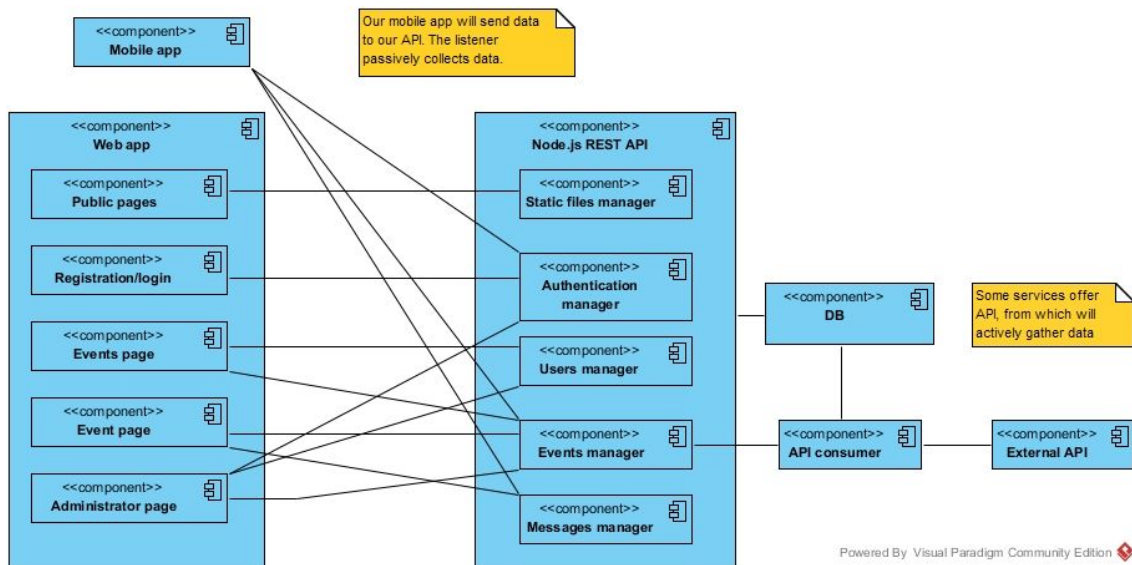 <<component>>
Mobile app
Our mobile app will send data
to our API. The listener
passively collects data.
<<component>>
Web app
<<component>>
Public pages
<<component>>
Registration/login
<<component>>
Events page
<<component>>
Event page
<<component>>
Administrator page
<<component>>
Node.js REST API
<<component>>
Static files manager
<<component>>
Authentication
manager
<<component>>
Users manager
<<component>>
Events manager
<<component>>
Messages manager
<<component>>
DB
<<component>>
API consumer
Some services offer
API, from which will
actively gather data
<<component>>
External API
Powered By Visual Paradigm Community Edition